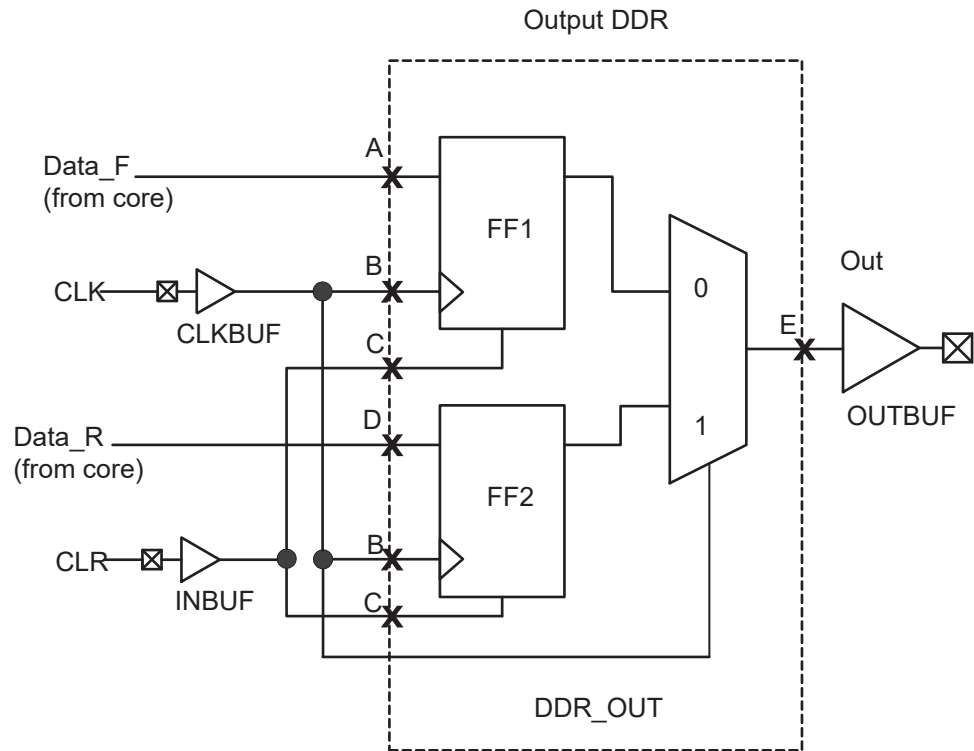 Output DDR
A
Data_F
(from core)
FF1
B
CLK
CLKBUF
C
0
Out
E
OUTBUF
D
Data_R
(from core)
1
FF2
B
CLR
INBUF
C
DDR_OUT